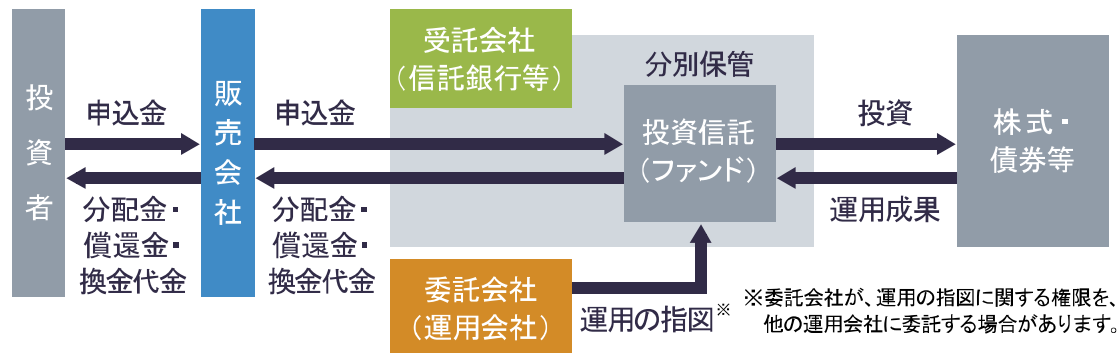 投資者
申込金
分配金・
償還金・
換金代金
販売会社
申込金
分配金・
償還金・
換金代金
受託会社
（信託銀行等）
分別保管
投資信託
（ファンド）
委託会社
（運用会社）
運用の指図※
投資
運用成果
株式・
債券等
※委託会社が、運用の指図に関する権限を、
他の運用会社に委託する場合があります。